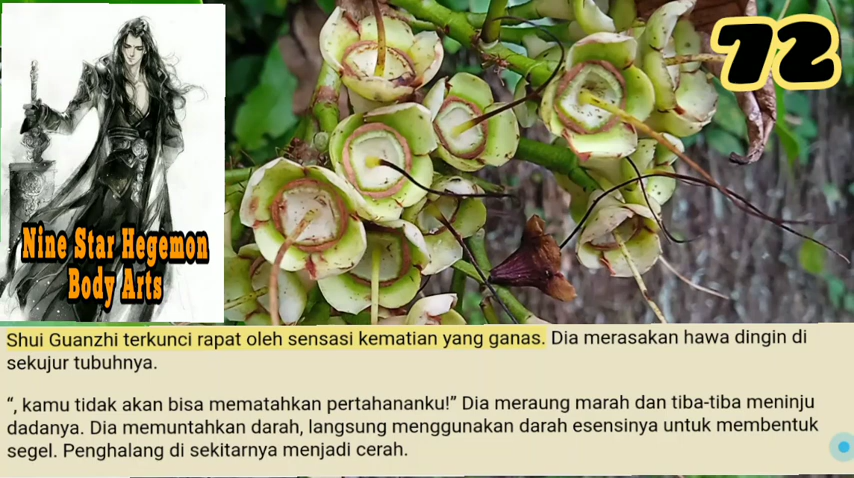 72
Nine Star Hegemon
Body Arts
Shui Guanzhi terkunci rapat oleh sensasi kematian yang ganas. Dia merasakan hawa dingin di
sekujur tubuhnya.
“, kamu tidak akan bisa mematahkan pertahananku!” Dia meraung marah dan tiba-tiba meninju
dadanya. Dia memuntahkan darah, langsung menggunakan darah esensinya untuk membentuk
segel. Penghalang di sekitarnya menjadi cerah.